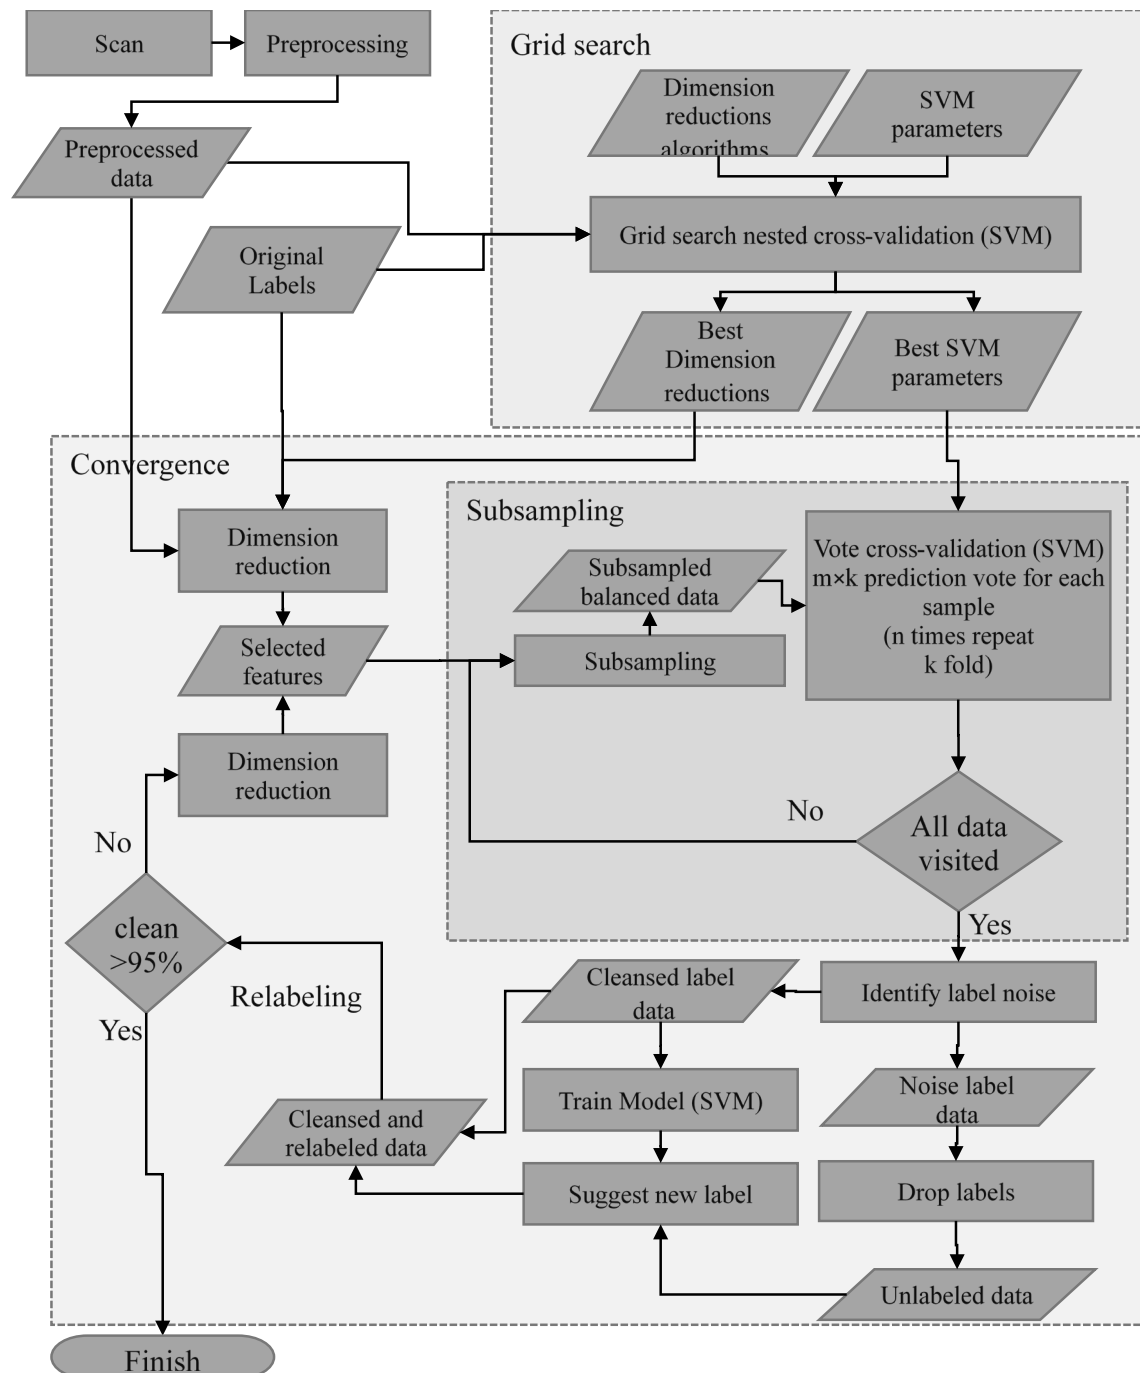 Scan
Preprocessing
Grid search
Dimension
reductions
algorithms
SVM
parameters
Preprocessed
data
Original
Labels
Grid search nested cross-validation (SVM)
Best
Dimension
reductions
Best SVM
parameters
Convergence
Subsampling
Dimension
reduction
Subsampled
balanced data
Vote cross-validation (SVM)
m×k prediction vote for each
sample
(n times repeat
k fold)
Selected
features
Subsampling
Dimension
reduction
No
All data
visited
No
clean
>95%
Yes
Relabeling
Cleansed label
data
Identify label noise
Yes
Train Model (SVM)
Noise label
data
Cleansed and
relabeled data
Suggest new label
Drop labels
Unlabeled data
Finish